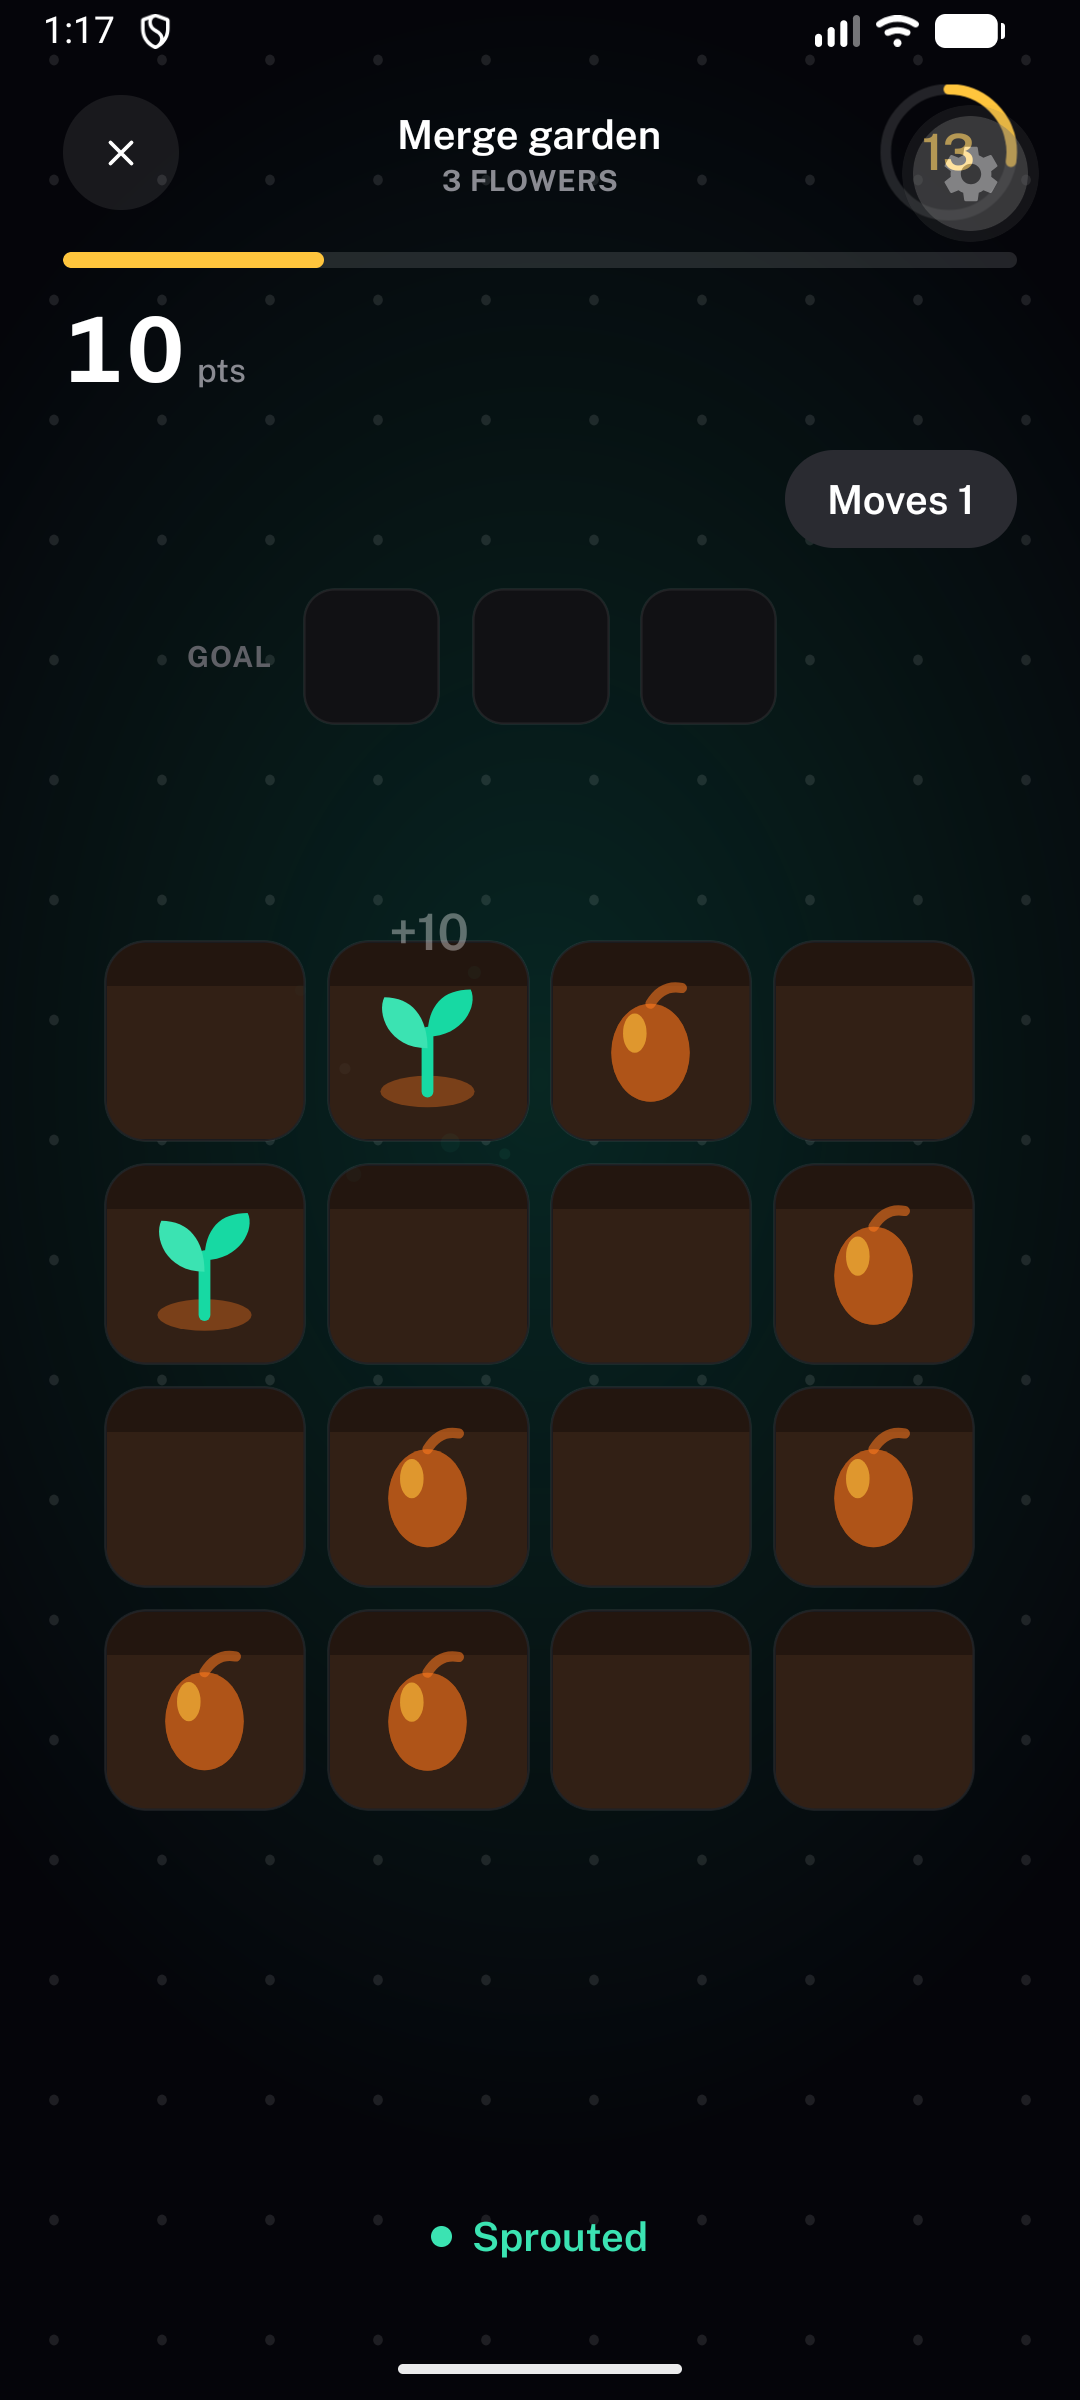 1:17
Merge garden
3 FLOWERS
13
10 pts
Moves 1
GOAL
+10
Sprouted